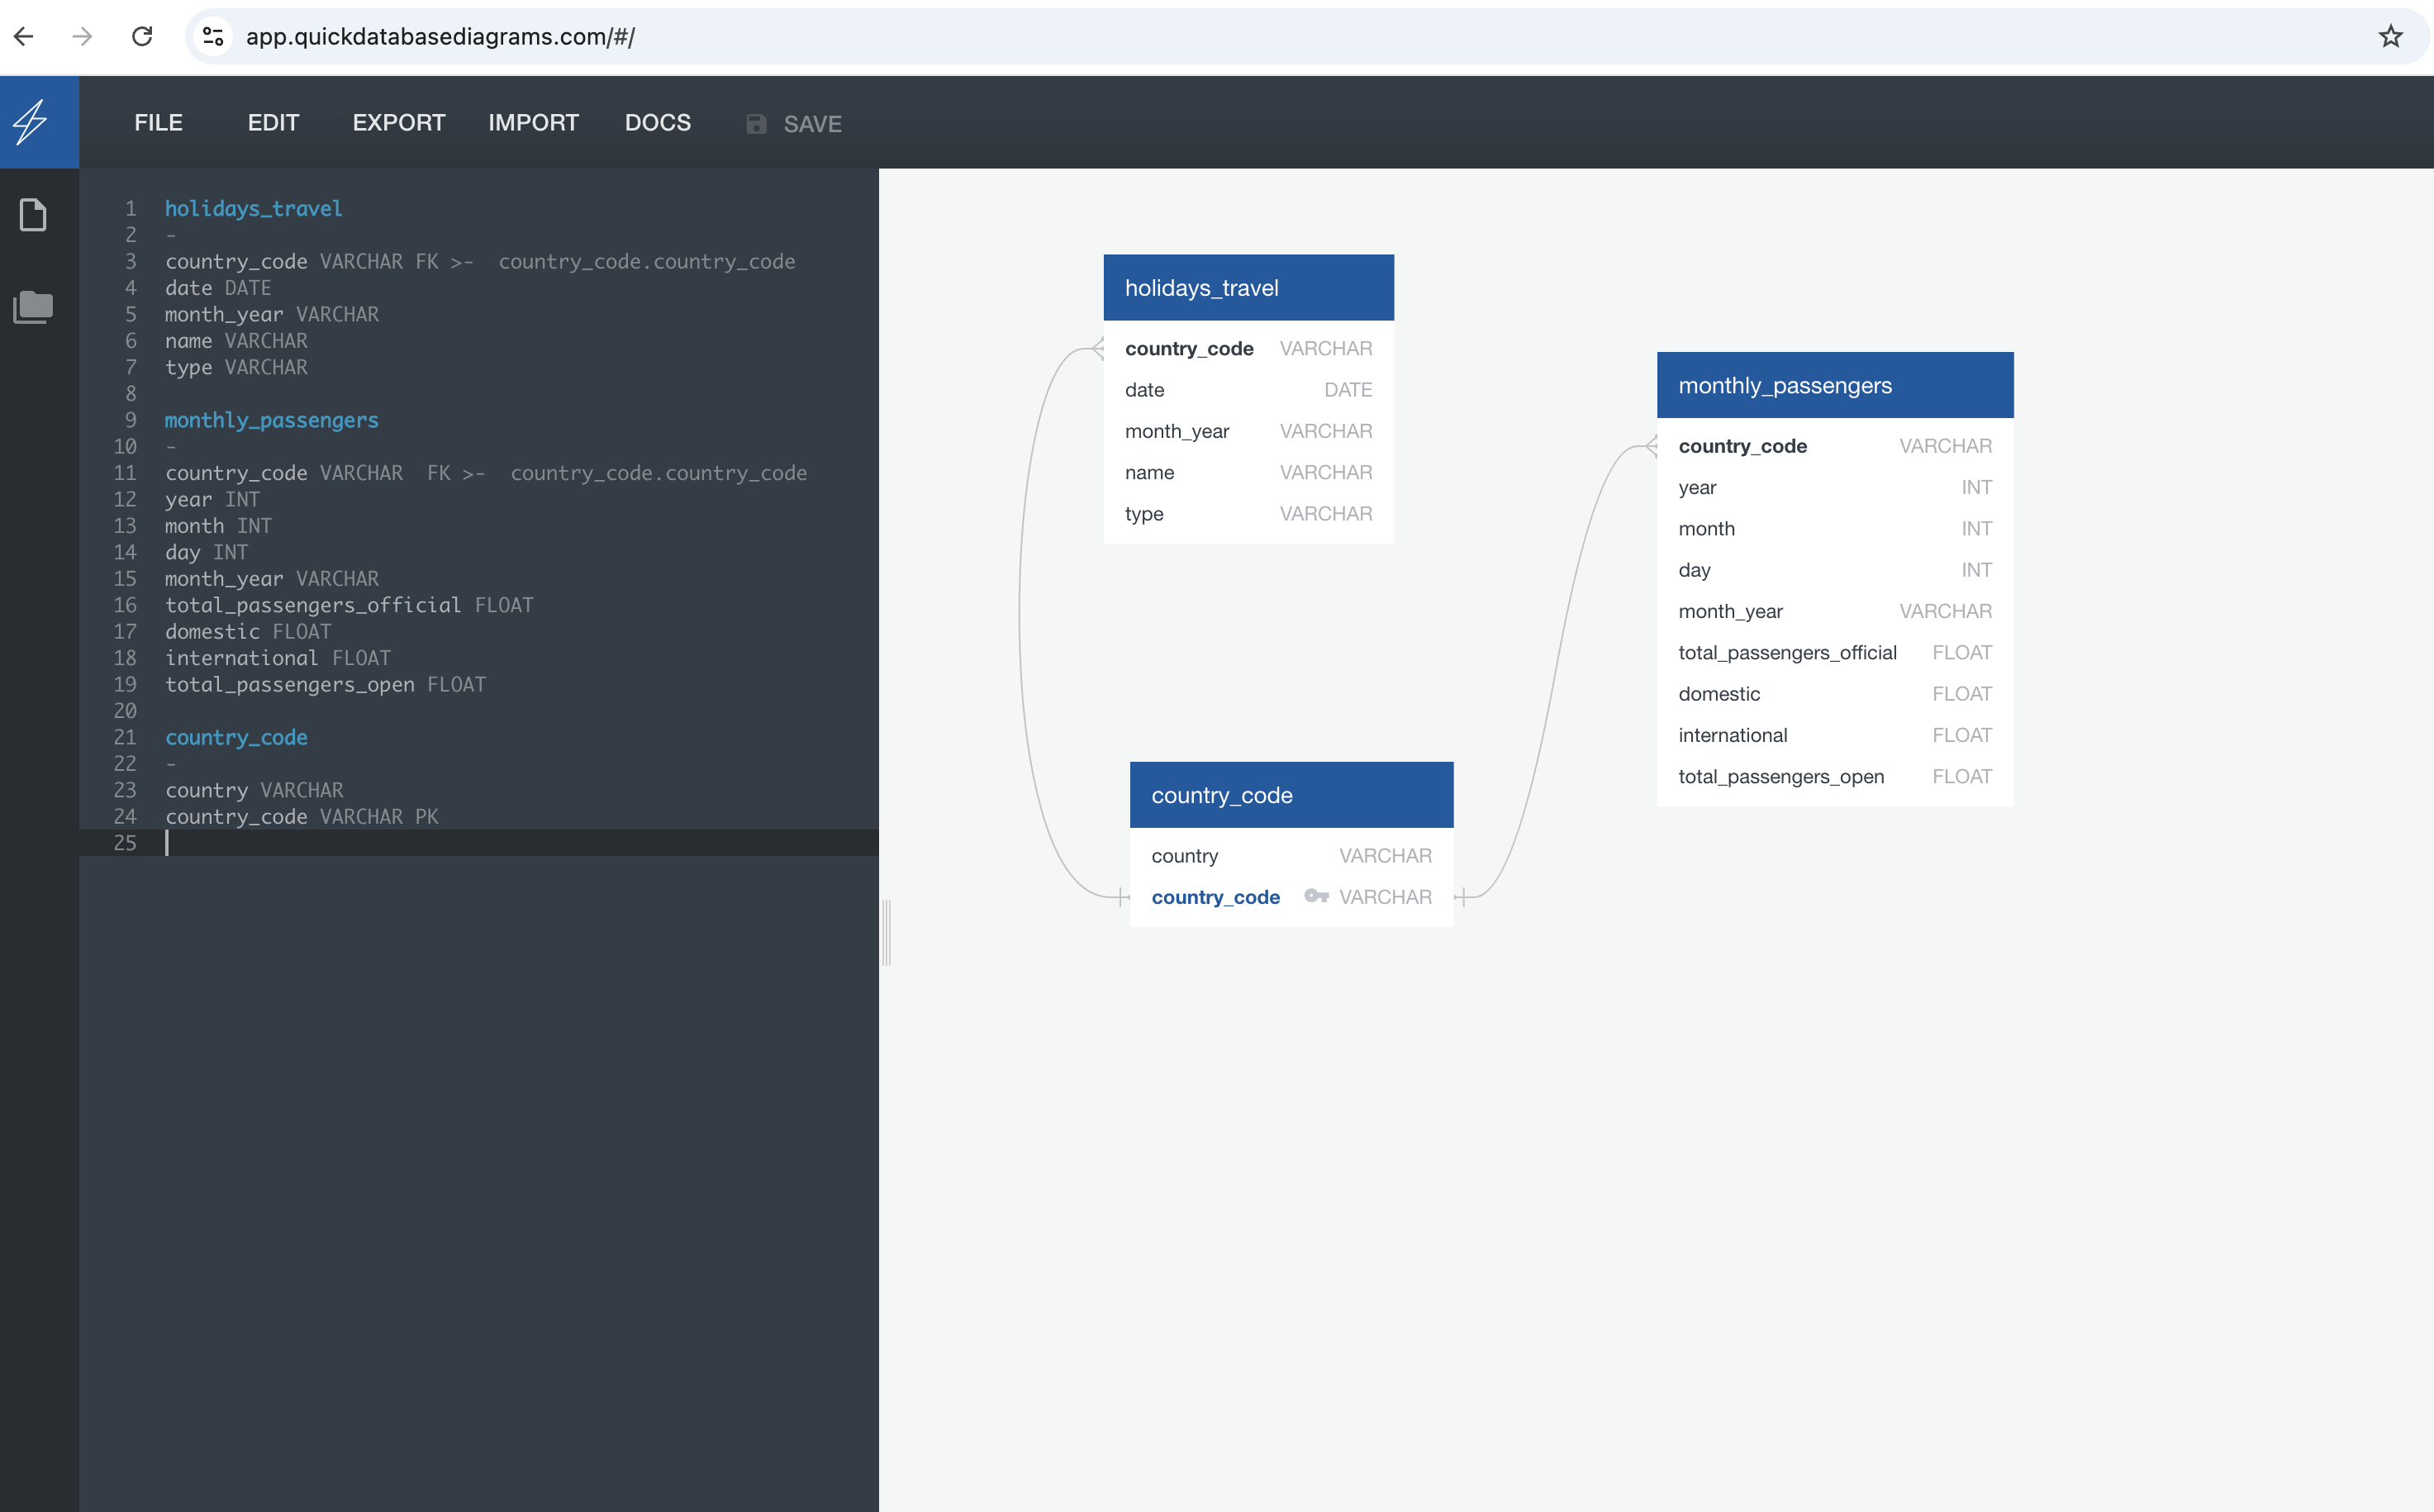 app.quickdatabasediagrams.com/#/
FILE EDIT EXPORT IMPORT DOCS SAVE
1 holidays_travel
2 -
3 country_code VARCHAR FK >-  country_code.country_code
4 date DATE
5 month_year VARCHAR
6 name VARCHAR
7 type VARCHAR
8
9 monthly_passengers
10 -
11 country_code VARCHAR  FK >-  country_code.country_code
12 year INT
13 month INT
14 day INT
15 month_year VARCHAR
16 total_passengers_official FLOAT
17 domestic FLOAT
18 international FLOAT
19 total_passengers_open FLOAT
20
21 country_code
22 -
23 country VARCHAR
24 country_code VARCHAR PK
25
holidays_travel
country_code VARCHAR
date DATE
month_year VARCHAR
name VARCHAR
type VARCHAR
monthly_passengers
country_code VARCHAR
year INT
month INT
day INT
month_year VARCHAR
total_passengers_official FLOAT
domestic FLOAT
international FLOAT
total_passengers_open FLOAT
country_code
country VARCHAR
country_code VARCHAR